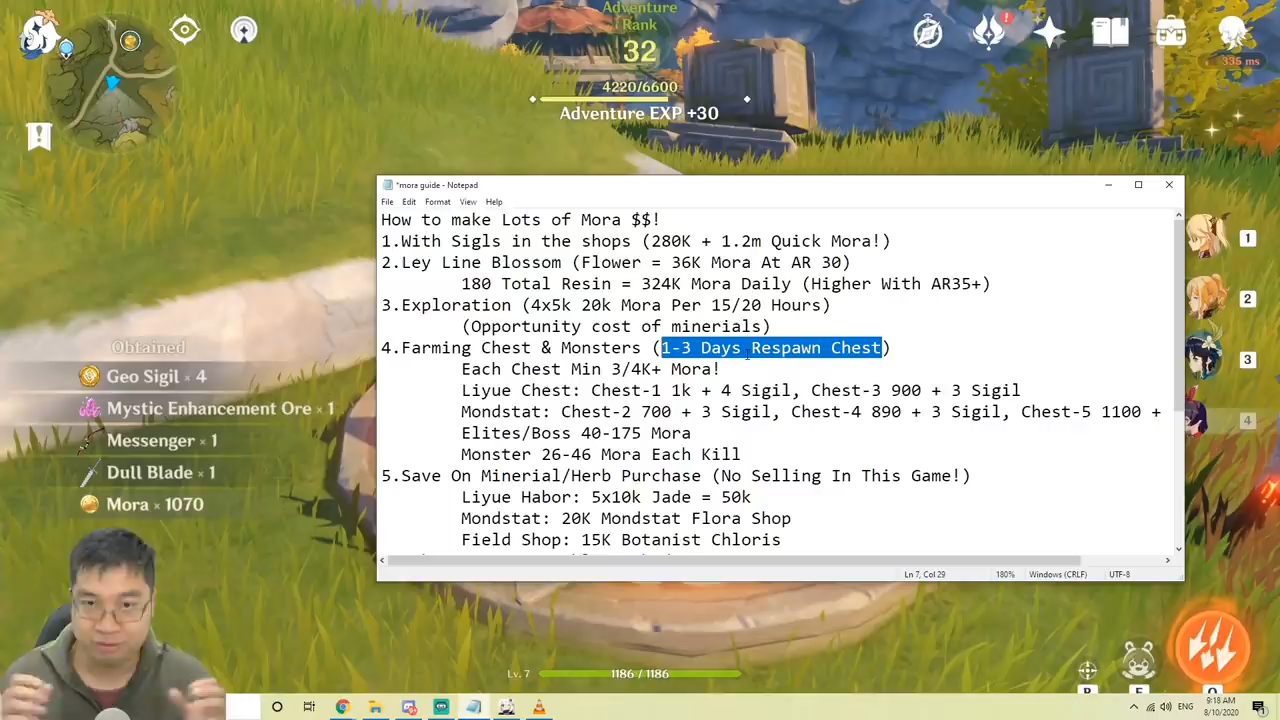 N
Adventure
Rank
32
4220/6600
Adventure EXP +30
335 ms
Obtained
Geo Sigil × 4
Mystic Enhancement Ore × 1
Messenger × 1
Dull Blade × 1
Mora × 1070
*mora guide - Notepad
File Edit Format View Help
How to make Lots of Mora $$!
1.With Sigls in the shops (280K + 1.2m Quick Mora!)
2.Ley Line Blossom (Flower = 36K Mora At AR 30)
180 Total Resin = 324K Mora Daily (Higher With AR35+)
3.Exploration (4x5k 20k Mora Per 15/20 Hours)
(Opportunity cost of minerials)
4.Farming Chest & Monsters (1-3 Days Respawn Chest)
Each Chest Min 3/4K+ Mora!
Liyue Chest: Chest-1 1k + 4 Sigil, Chest-3 900 + 3 Sigil
Mondstat: Chest-2 700 + 3 Sigil, Chest-4 890 + 3 Sigil, Chest-5 1100 +
Elites/Boss 40-175 Mora
Monster 26-46 Mora Each Kill
5.Save On Minerial/Herb Purchase (No Selling In This Game!)
Liyue Habor: 5x10k Jade = 50k
Mondstat: 20K Mondstat Flora Shop
Field Shop: 15K Botanist Chloris
Ln 7, Col 29
180%
Windows (CRLF)
UTF-8
1
2
3
4
Lv. 7
1186 / 1186
ENG
9:18 AM
8/10/2020